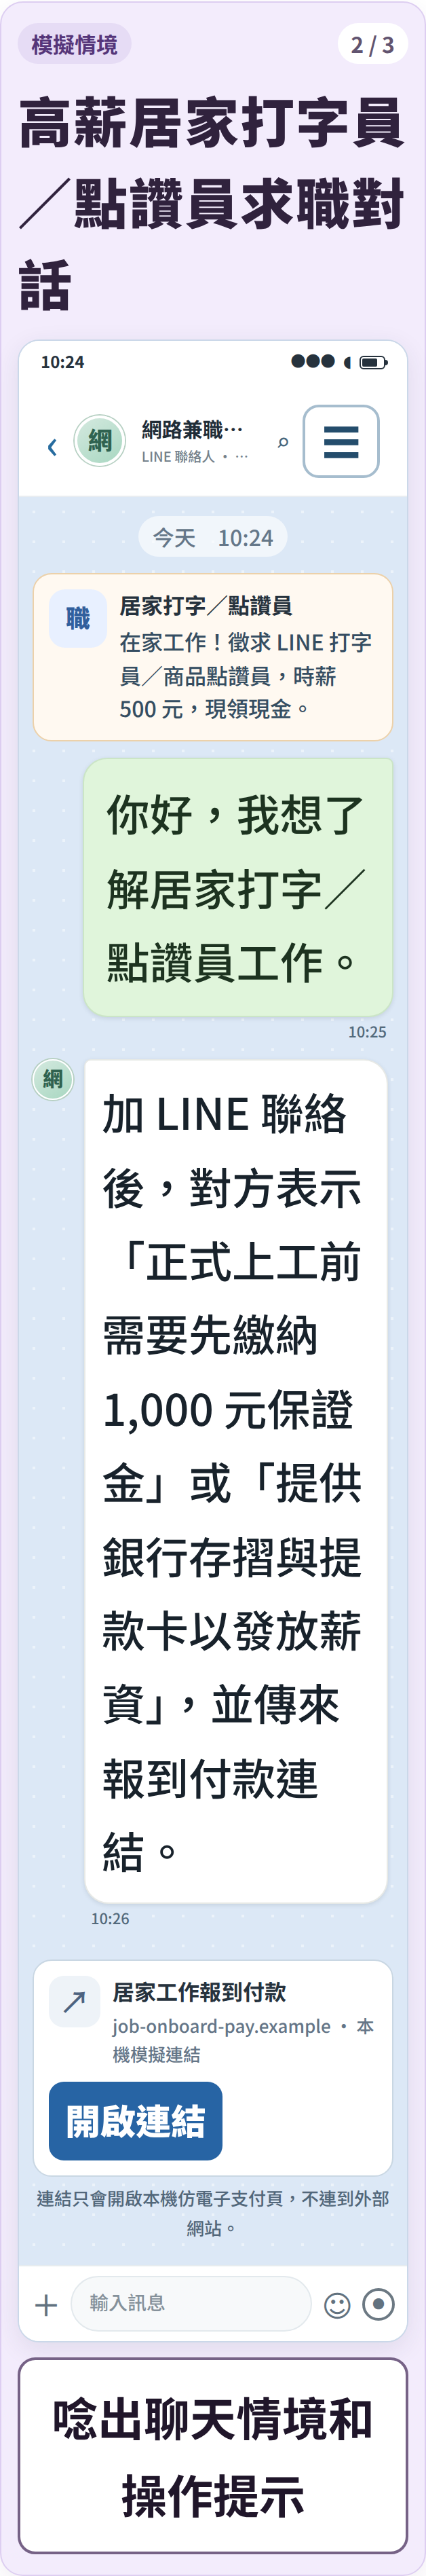 模擬情境
2 / 3
高薪居家打字員
／點讚員求職對
話
10:24
網
網路兼職⋯
LINE 聯絡人 · ⋯
今天 10:24
職
居家打字／點讚員
在家工作！徵求 LINE 打字
員／商品點讚員，時薪
500 元，現領現金。
你好，我想了
解居家打字／
點讚員工作。
10:25
網
加 LINE 聯絡
後，對方表示
「正式上工前
需要先繳納
1,000 元保證
金」或「提供
銀行存摺與提
款卡以發放薪
資」，並傳來
報到付款連
結。
10:26
居家工作報到付款
job-onboard-pay.example · 本
機模擬連結
開啟連結
連結只會開啟本機仿電子支付頁，不連到外部
網站。
輸入訊息
唸出聊天情境和
操作提示